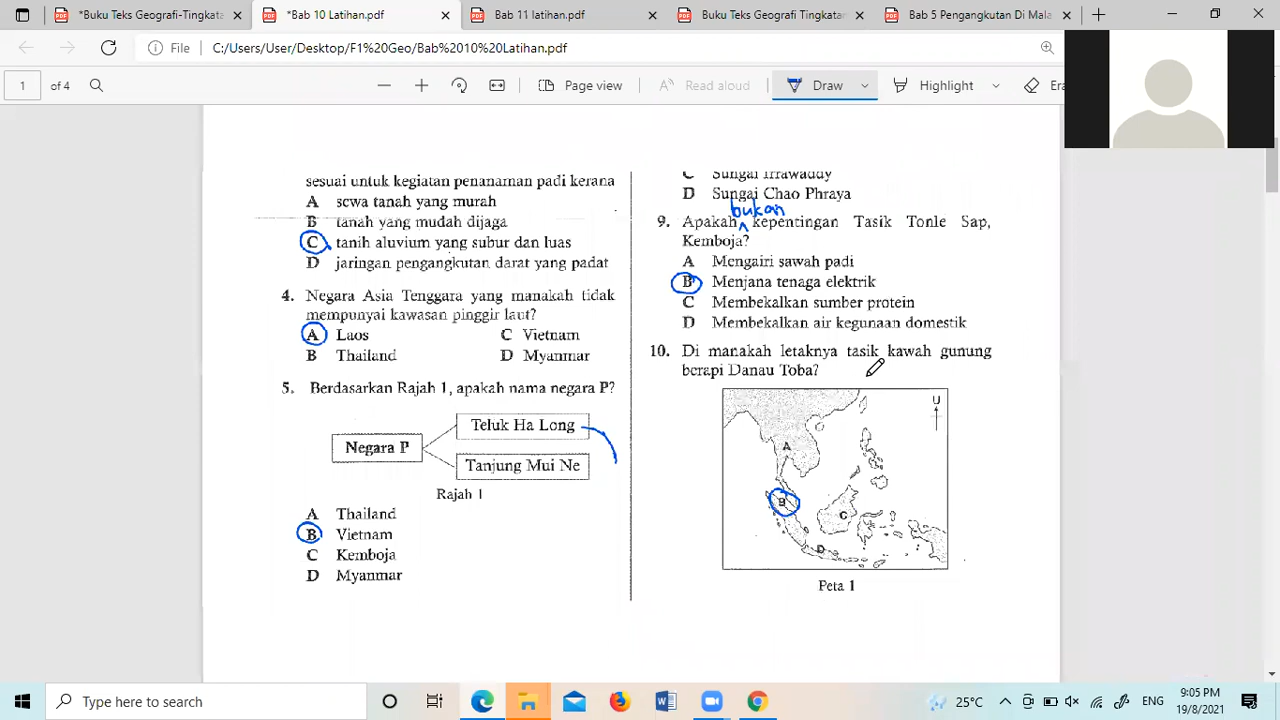 Buku Teks Geografi-Tingkata
*Bab 10 Latihan.pdf
Bab 11 Latihan.pdf
Buku Teks Geografi Tingkatan
Bab 5 Pengangkutan Di Mala
File
C:/Users/User/Desktop/F1%20Geo/Bab%2010%20Latihan.pdf
1 of 4
Page view
Read aloud
Draw
Highlight
Era
sesuai untuk kegiatan penanaman padi kerana
A sewa tanah yang murah
B tanah yang mudah dijaga
C tanih aluvium yang subur dan luas
D jaringan pengangkutan darat yang padat
4. Negara Asia Tenggara yang manakah tidak
mempunyai kawasan pinggir laut?
A Laos C Vietnam
B Thailand D Myanmar
5. Berdasarkan Rajah 1, apakah nama negara P?
Teluk Ha Long
Negara P
Tanjung Mui Ne
Rajah 1
A Thailand
B Vietnam
C Kemboja
D Myanmar
C Sungai Irrawaddy
D Sungai Chao Phraya
bukan
9. Apakah kepentingan Tasik Tonle Sap,
Kemboja?
A Mengairi sawah padi
B Menjana tenaga elektrik
C Membekalkan sumber protein
D Membekalkan air kegunaan domestik
10. Di manakah letaknya tasik kawah gunung
berapi Danau Toba?
U
A
B
C
D
Peta 1
Type here to search
25°C
ENG
9:05 PM
19/8/2021